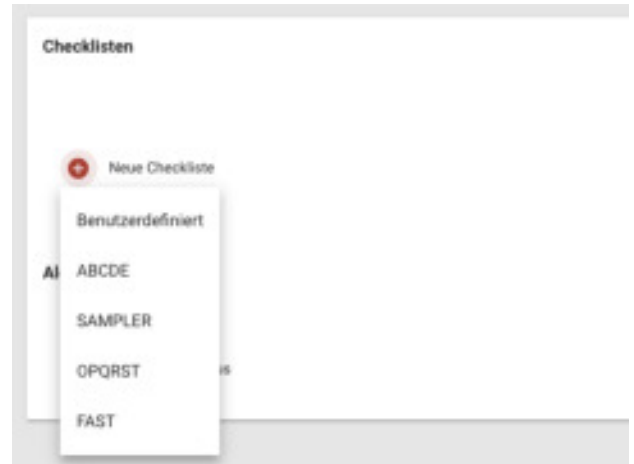 Checklisten
Neue Checkliste
Benutzerdefiniert
ABCDE
SAMPLER
OPQRST
FAST